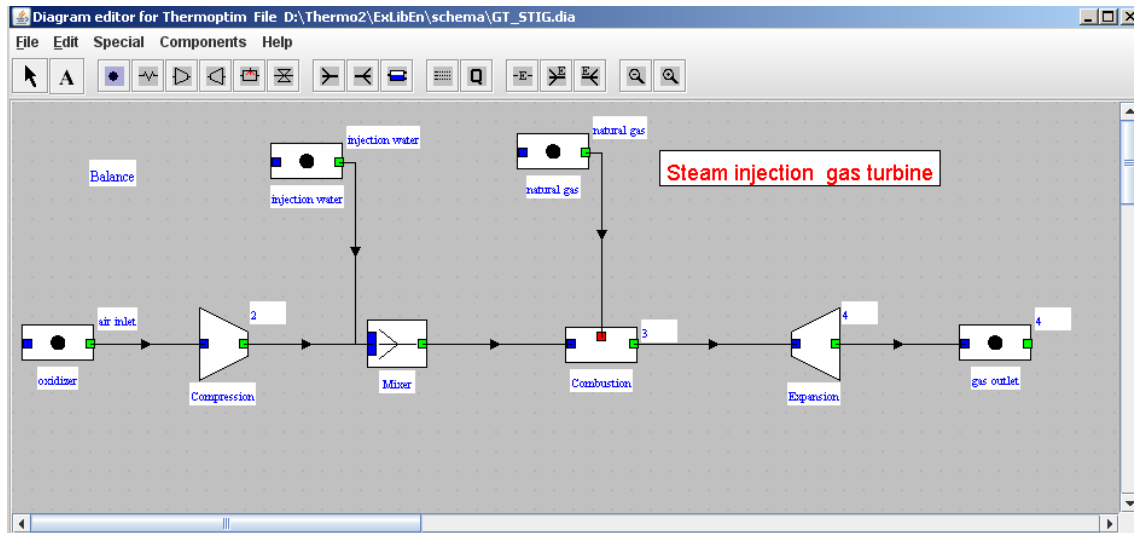 Diagram editor for Thermoptim File D:\Thermo2\ExLibEn\schema\GT_STIG.dia
File Edit Special Components Help
A Q -E- E E
injection water
natural gas
Balance
Steam injection gas turbine
injection water
natural gas
air inlet
2
3
4
4
oxidizer
Compression
Mixer
Combustion
Expansion
gas outlet